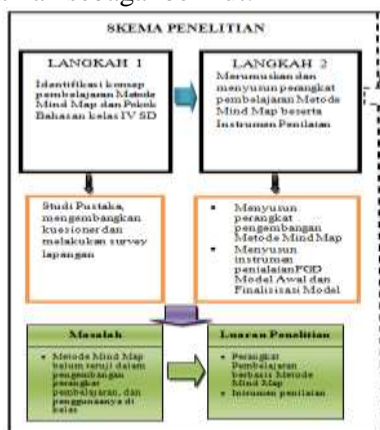 SKEMA PENELITIAN
LANGKAH 1
Identifikasi konsep
pembelajaran Metode
Mind Map dan Pokok
Bahasan kelas IV SD
LANGKAH 2
Merumuskan dan
menyusun perangkat
pembelajaran Metode
Mind Map beserta
Instrumen Penilaian
Studi Pustaka,
mengembangkan
kuesioner dan
melakukan survey
lapangan
Menyusun
perangkat
pengembangan
Metode Mind Map
Menyusun
instrumen
penialaianFGD
Model Awal dan
Finalisisasi Model
Masalah
Metode Mind Map
belum teruji dalam
pengembangan
perangkat
pembelajaran, dan
penggunaanya di
kelas
Luaran Penelitian
Perangkat
Pembelajaran
berbasis Metode
Mind Map
Instrumen penilaian